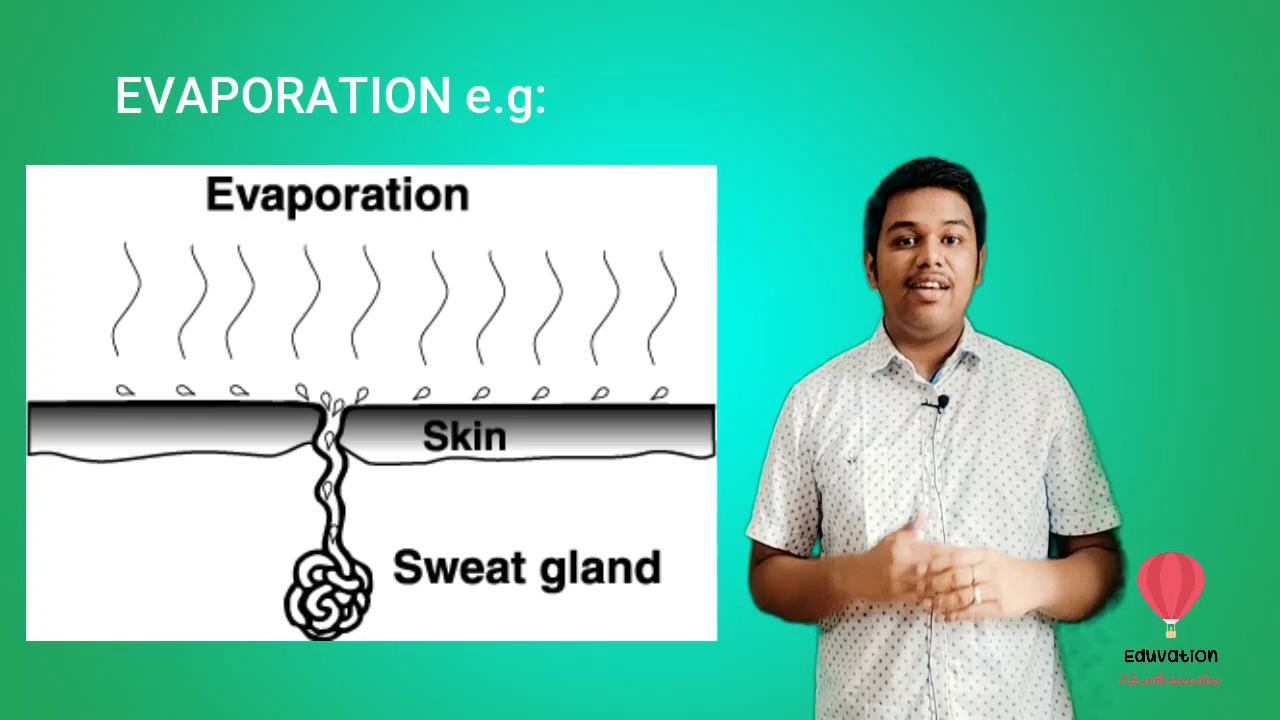 EVAPORATION e.g:
Evaporation
Skin
Sweat gland
EDUVATION